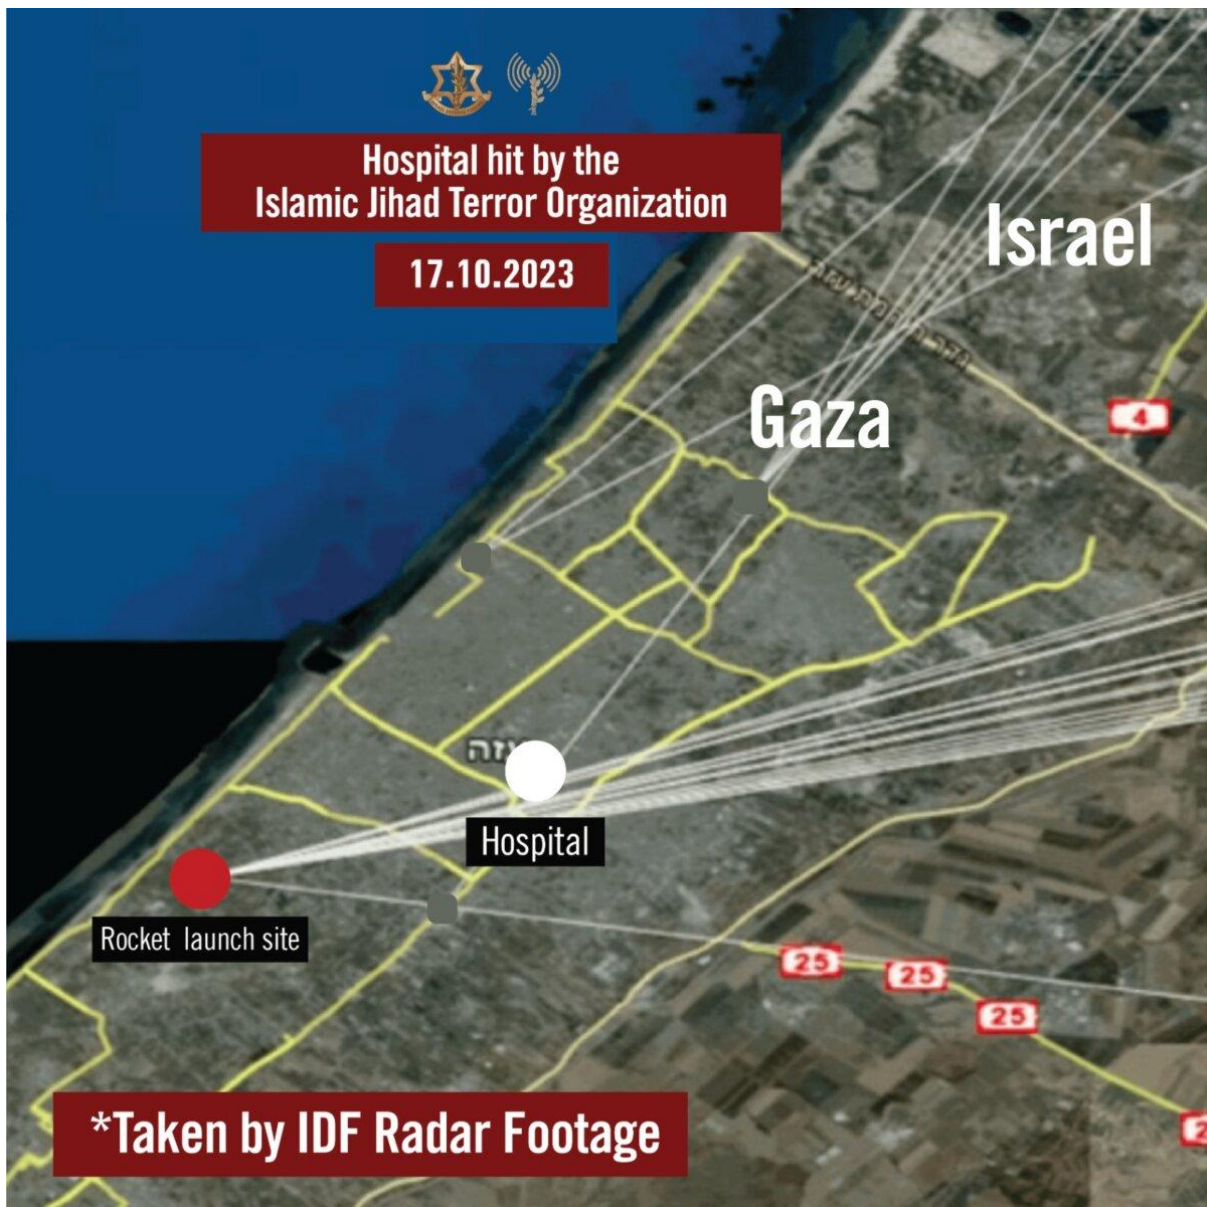 Hospital hit by the
Islamic Jihad Terror Organization
17.10.2023
Israel
Gaza
4
Hospital
Rocket launch site
25
25
25
*Taken by IDF Radar Footage